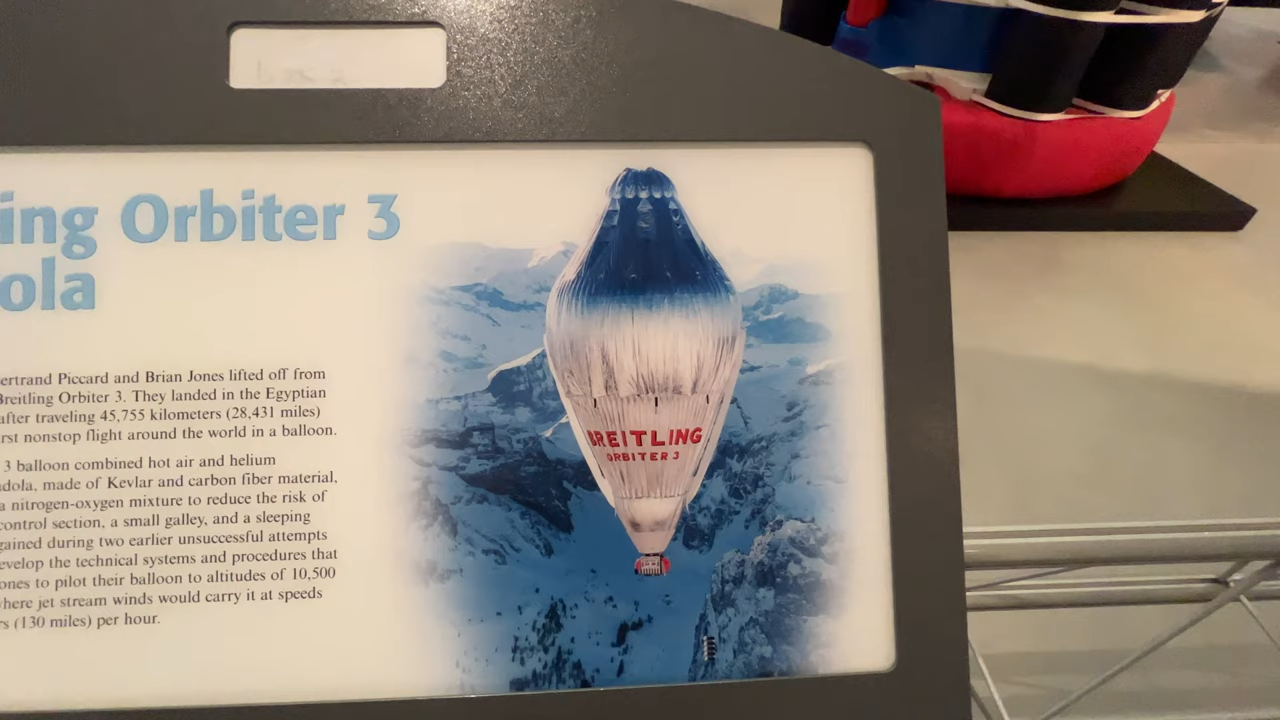 ing Orbiter 3
ola
ertrand Piccard and Brian Jones lifted off from
Breitling Orbiter 3. They landed in the Egyptian
after traveling 45,755 kilometers (28,431 miles)
rst nonstop flight around the world in a balloon.
3 balloon combined hot air and helium
dola, made of Kevlar and carbon fiber material,
a nitrogen-oxygen mixture to reduce the risk of
control section, a small galley, and a sleeping
gained during two earlier unsuccessful attempts
evelop the technical systems and procedures that
ones to pilot their balloon to altitudes of 10,500
where jet stream winds would carry it at speeds
rs (130 miles) per hour.
BREITLING
ORBITER 3